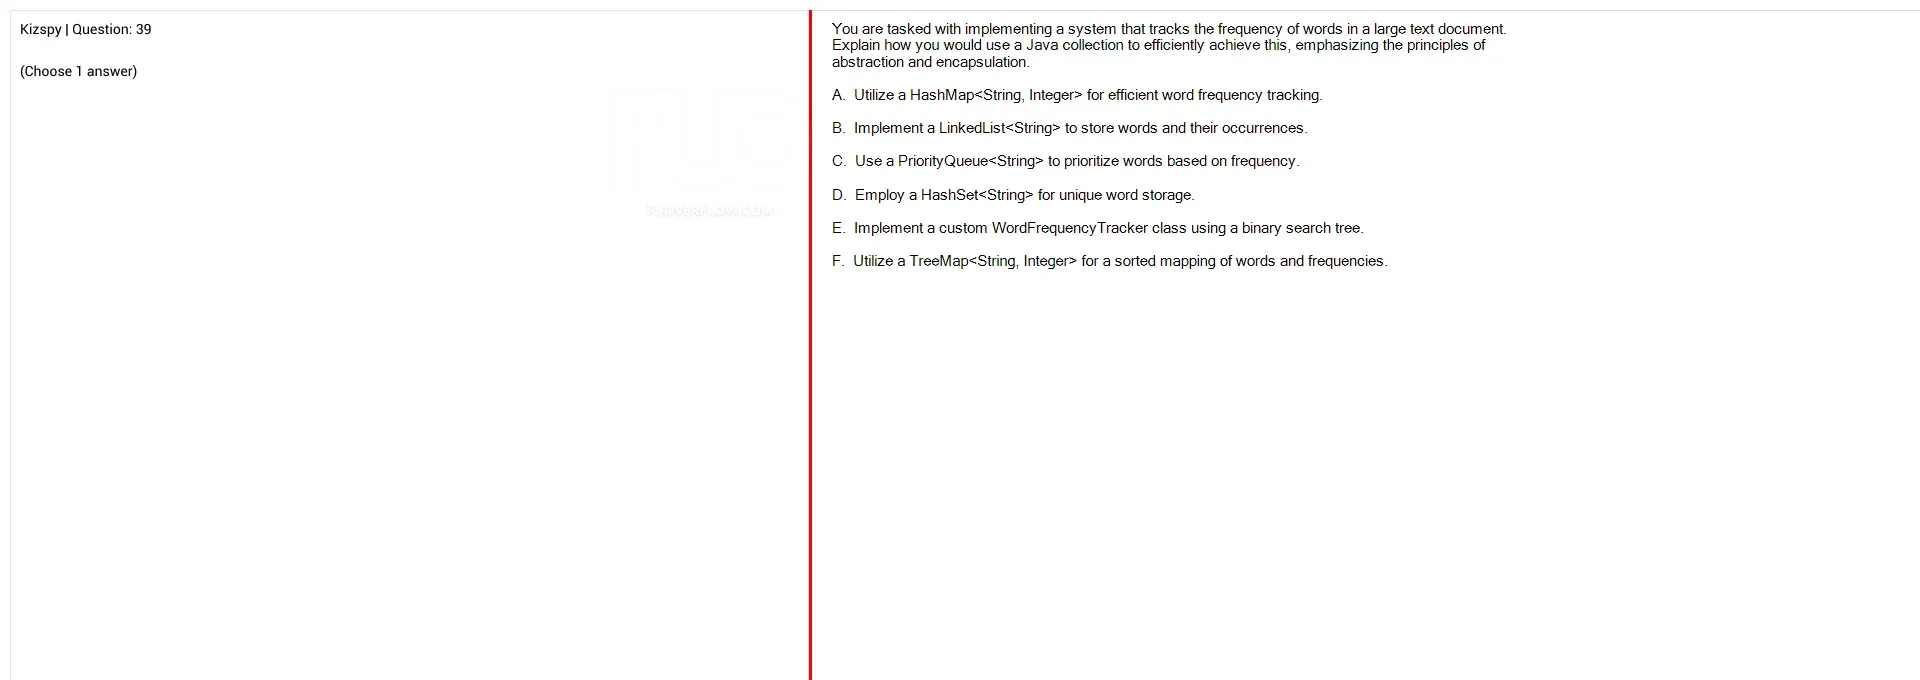 Kizspy | Question: 39
(Choose 1 answer)
FUOVERFLOW.COM
You are tasked with implementing a system that tracks the frequency of words in a large text document.
Explain how you would use a Java collection to efficiently achieve this, emphasizing the principles of
abstraction and encapsulation.
A. Utilize a HashMap<String, Integer> for efficient word frequency tracking.
B. Implement a LinkedList<String> to store words and their occurrences.
C. Use a PriorityQueue<String> to prioritize words based on frequency.
D. Employ a HashSet<String> for unique word storage.
E. Implement a custom WordFrequencyTracker class using a binary search tree.
F. Utilize a TreeMap<String, Integer> for a sorted mapping of words and frequencies.